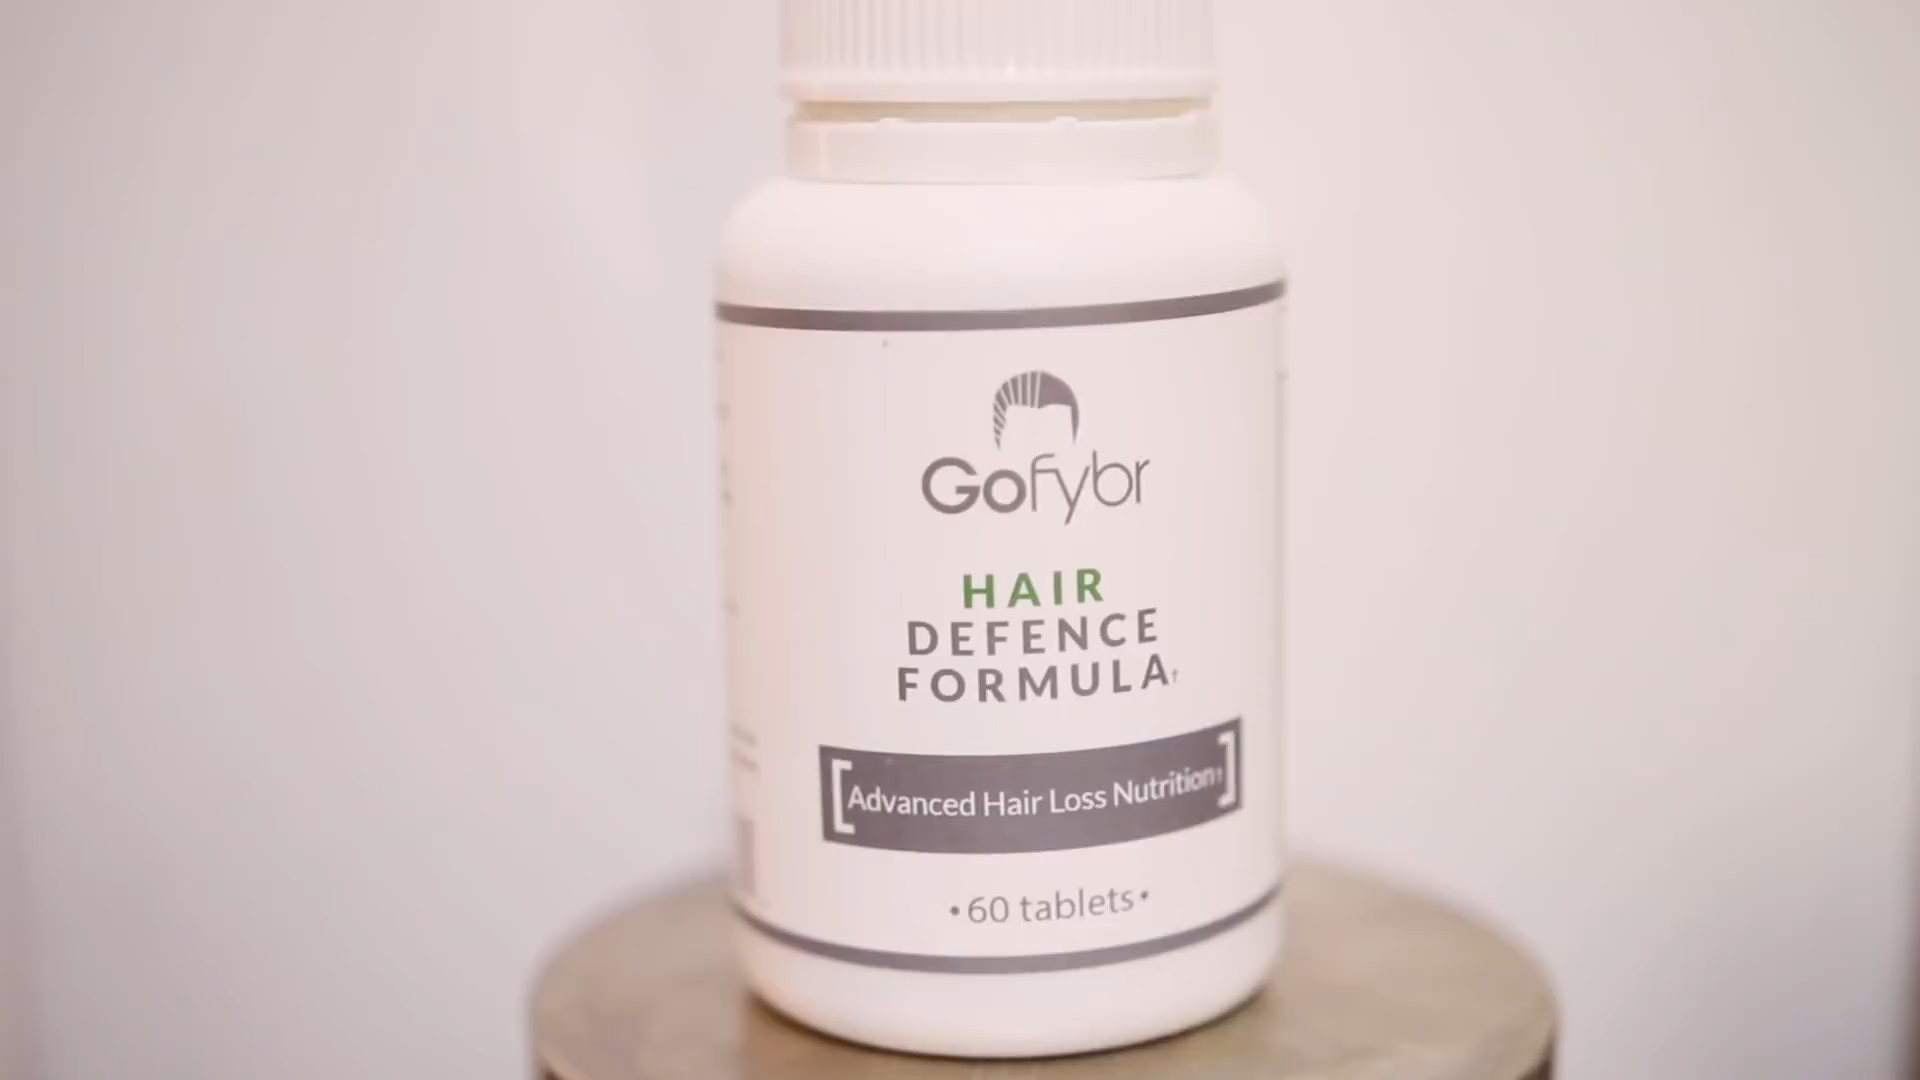 Gofybr
HAIR
DEFENCE
FORMULA†
[Advanced Hair Loss Nutrition†]
•60 tablets•